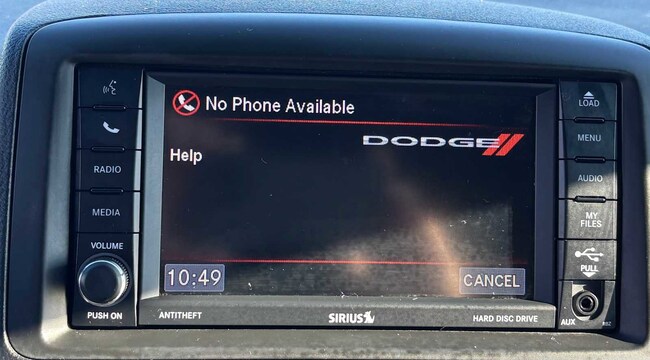 No Phone Available
DODGE
Help
10:49
CANCEL
RADIO
MEDIA
VOLUME
PUSH ON
LOAD
MENU
AUDIO
MY
FILES
PULL
AUX
ANTITHEFT
SIRIUS
HARD DISC DRIVE